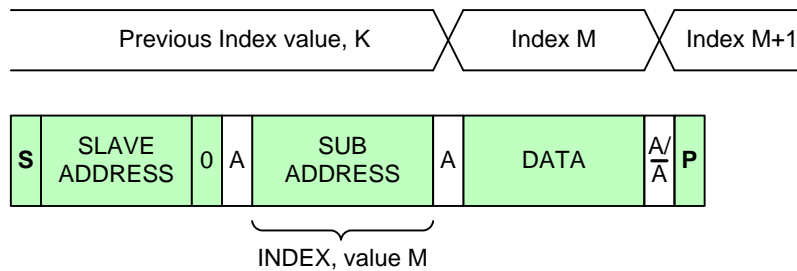 Previous Index value, K Index M Index M+1
S SLAVE ADDRESS 0 A SUB ADDRESS A DATA A/A̅ P
INDEX, value M